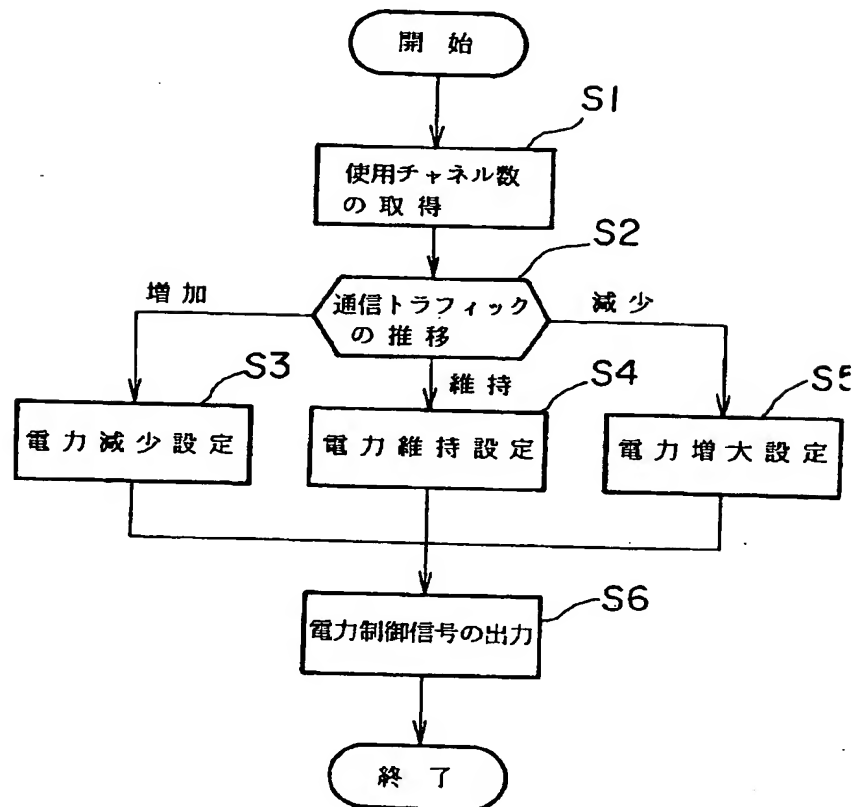 開始
S1
使用チャネル数
の取得
S2
増加
通信トラフィック
の推移
減少
維持
S3
S4
S5
電力減少設定
電力維持設定
電力増大設定
S6
電力制御信号の出力
終了